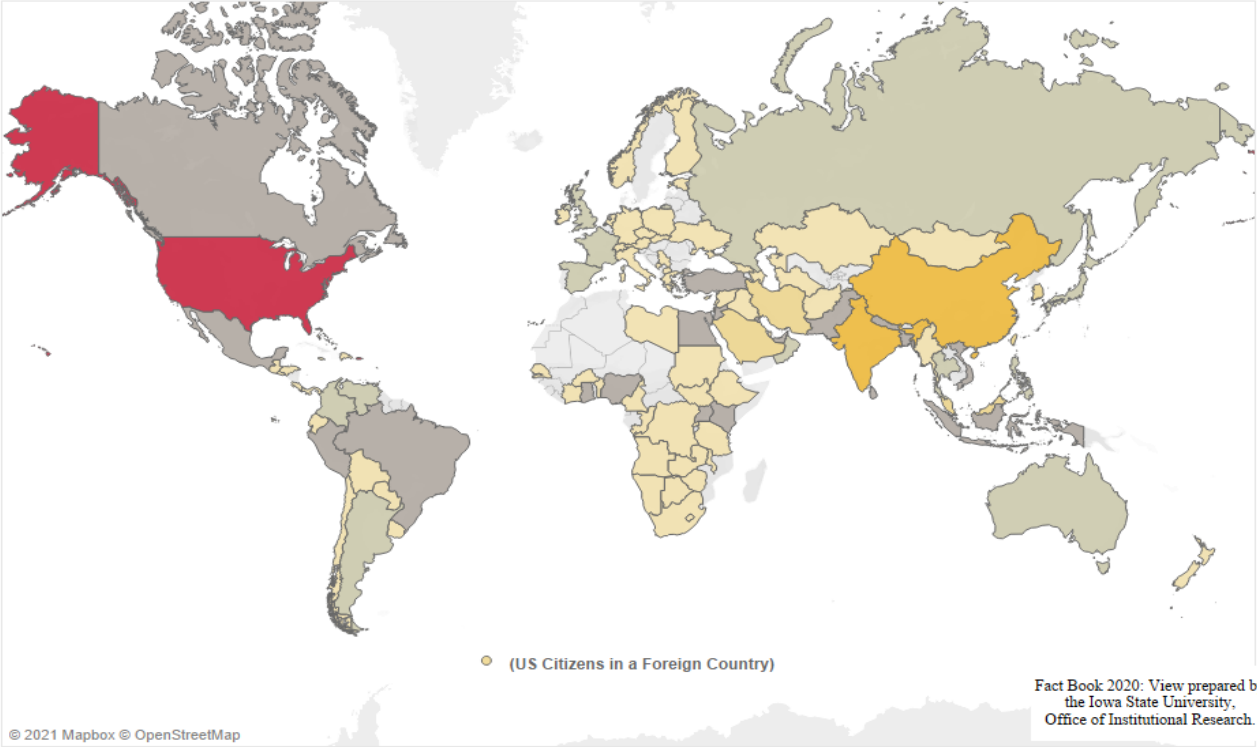 (US Citizens in a Foreign Country)
Fact Book 2020: View prepared b
the Iowa State University,
Office of Institutional Research.
© 2021 Mapbox © OpenStreetMap